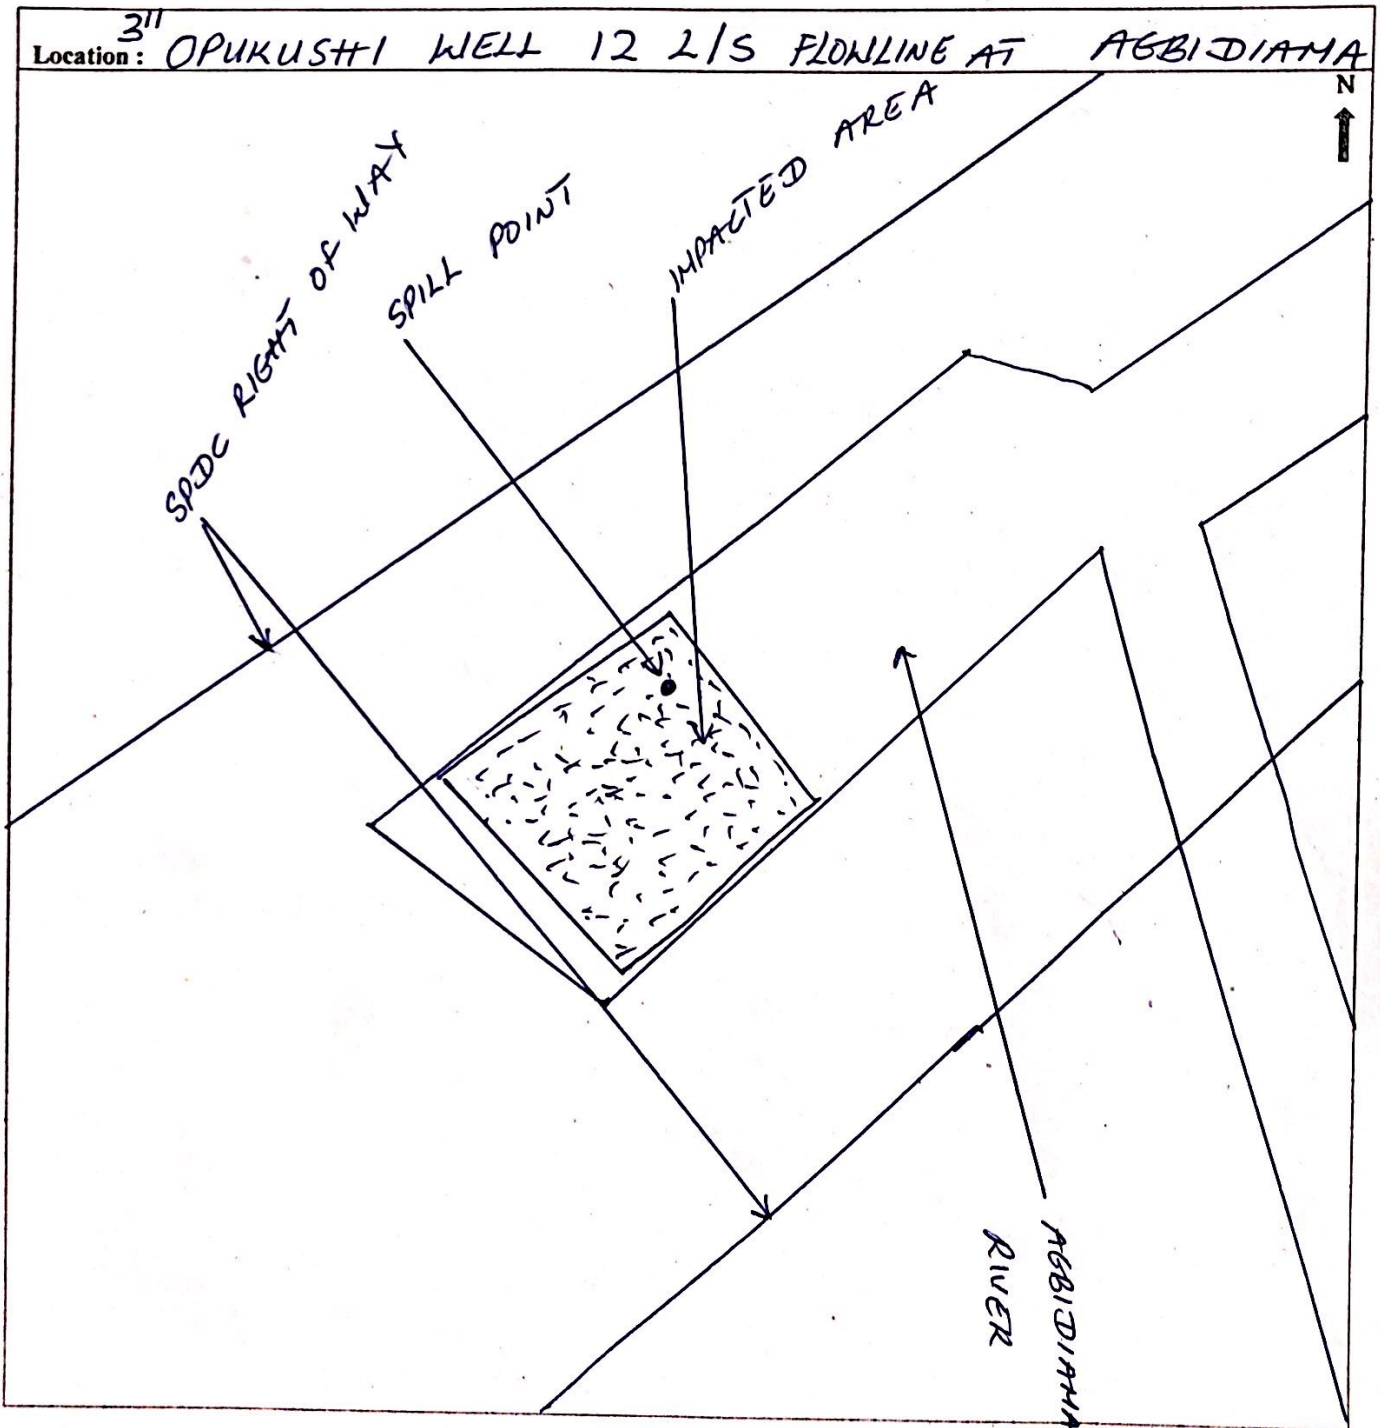 3"
Location : OPUKUSHI WELL 12 L/S FLOWLINE AT AGBIDIAMA
N
SPDC RIGHT OF WAY
SPILL POINT
IMPACTED AREA
AGBIDIAMA
RIVER